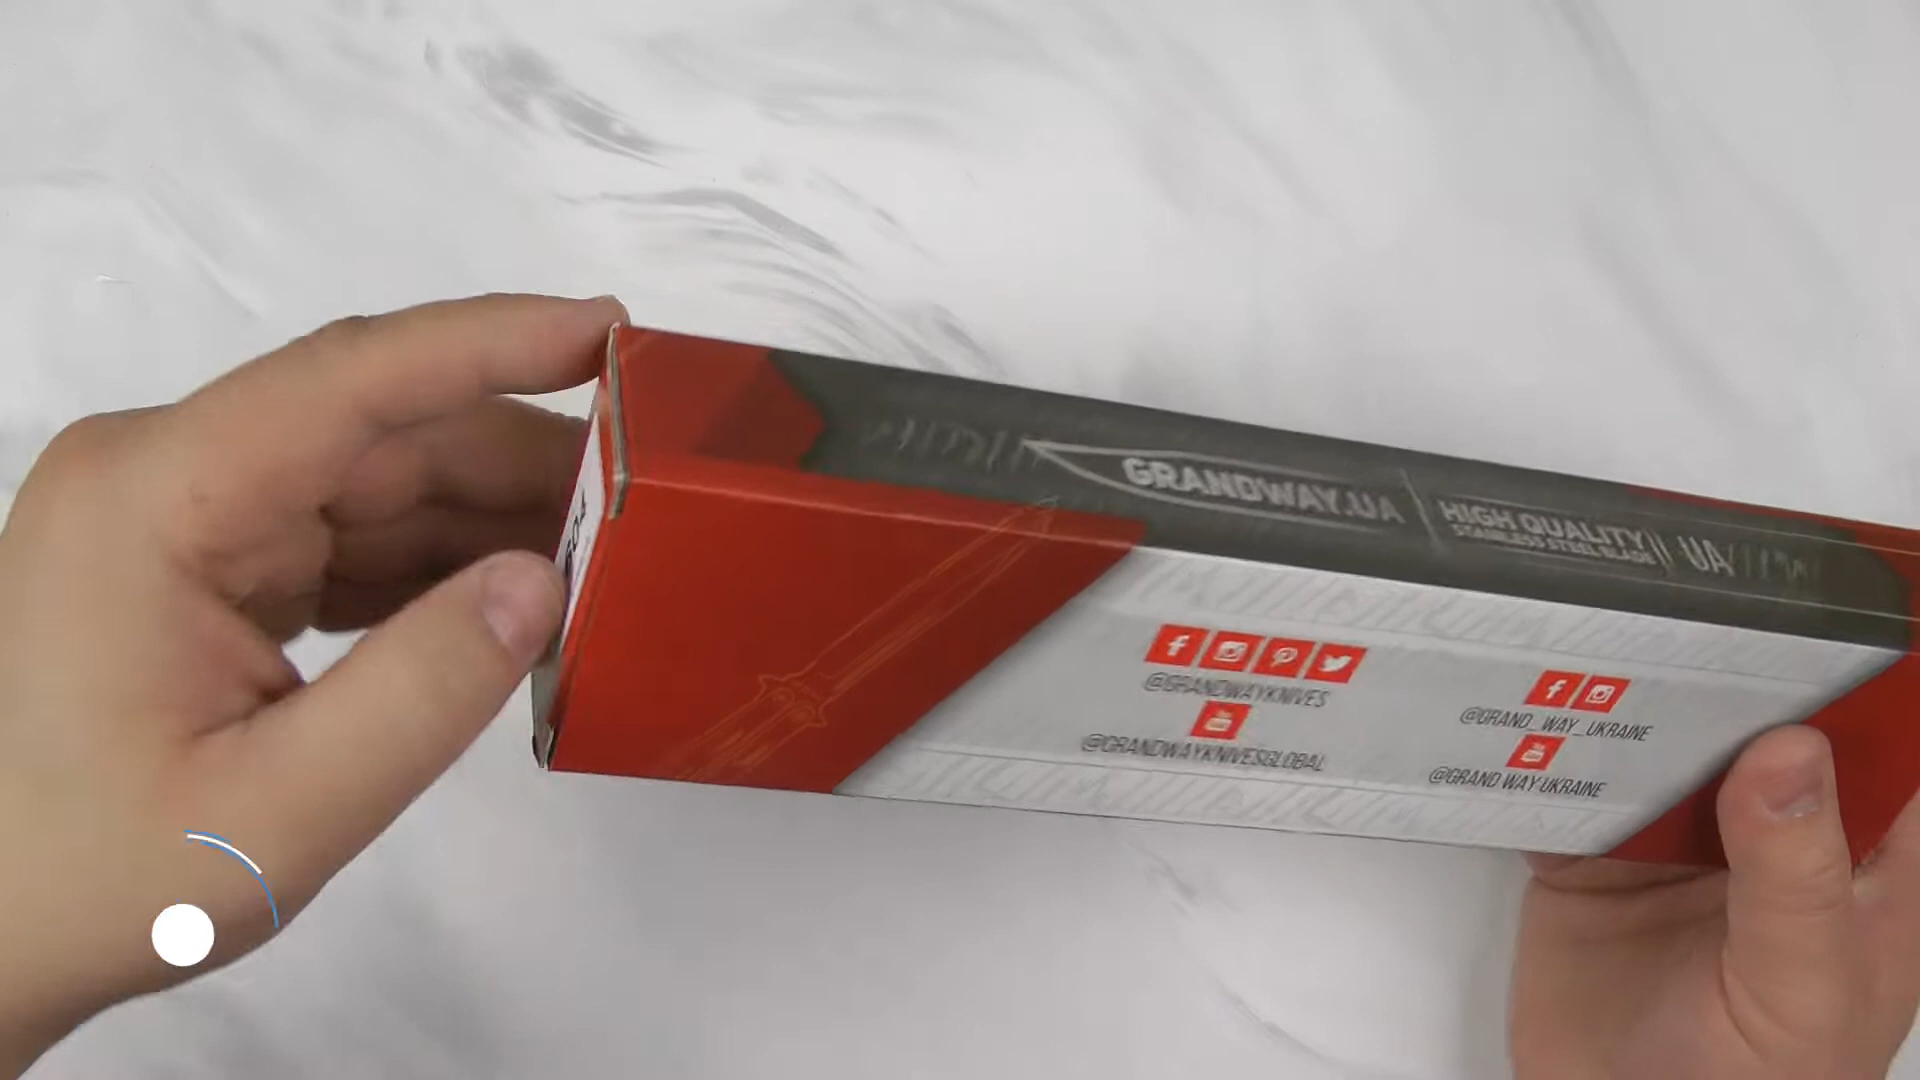 GRANDWAY.UA
HIGH QUALITY
STAINLESS STEEL BLADE
UA
@GRANDWAYKNIVES
@GRANDWAYKNIVESGLOBAL
@GRAND_WAY_UKRAINE
@GRAND WAY UKRAINE